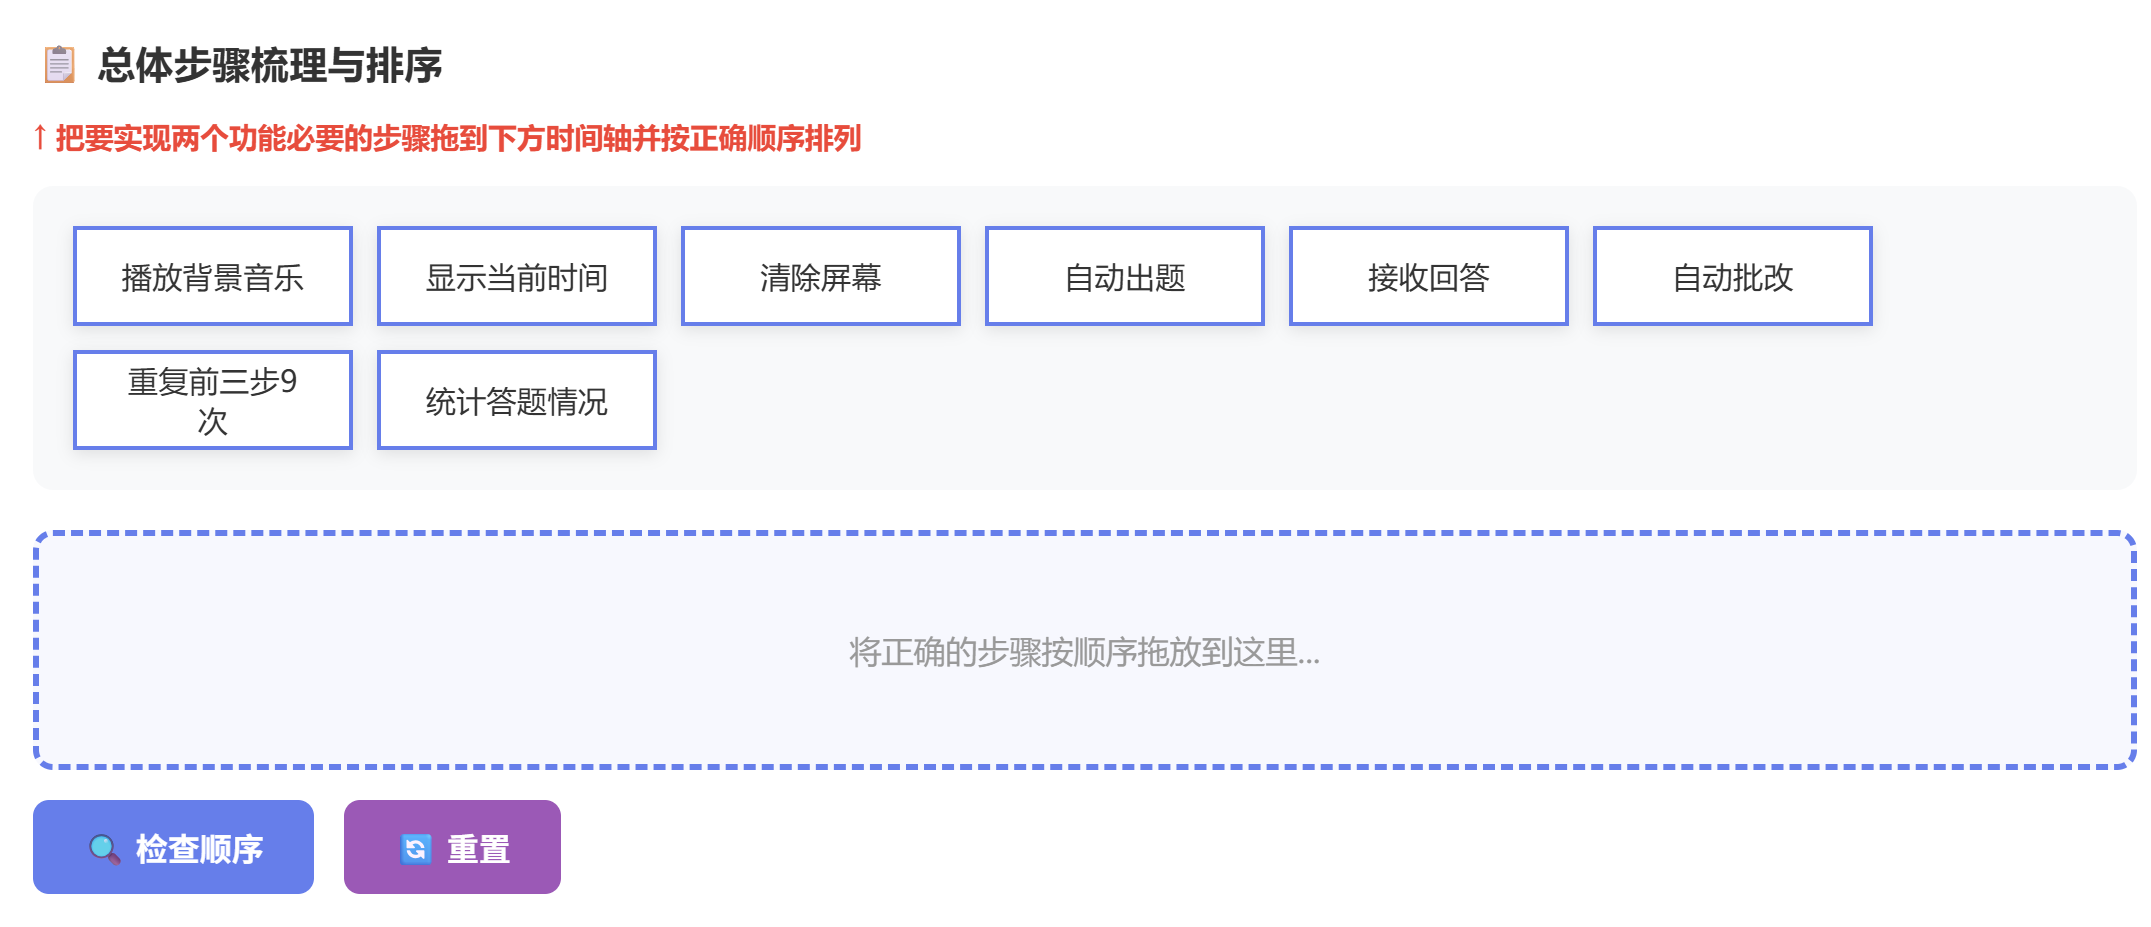 总体步骤梳理与排序
↑ 把要实现两个功能必要的步骤拖到下方时间轴并按正确顺序排列
播放背景音乐
显示当前时间
清除屏幕
自动出题
接收回答
自动批改
重复前三步9
次
统计答题情况
将正确的步骤按顺序拖放到这里...
检查顺序
重置